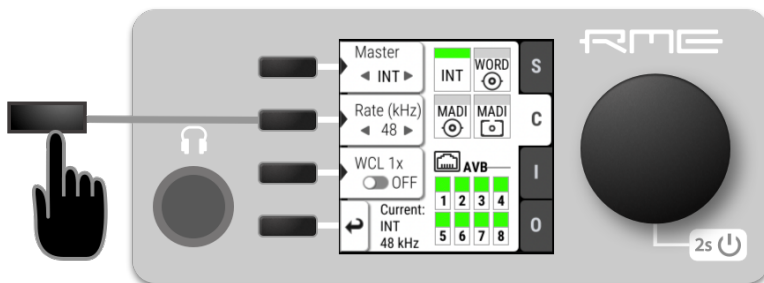 RME
Master
◄ INT ►
Rate (kHz)
◄ 48 ►
WCL 1x
OFF
Current:
INT
48 kHz
INT
WORD
MADI
MADI
AVB
1 2 3 4
5 6 7 8
S
C
I
O
2s